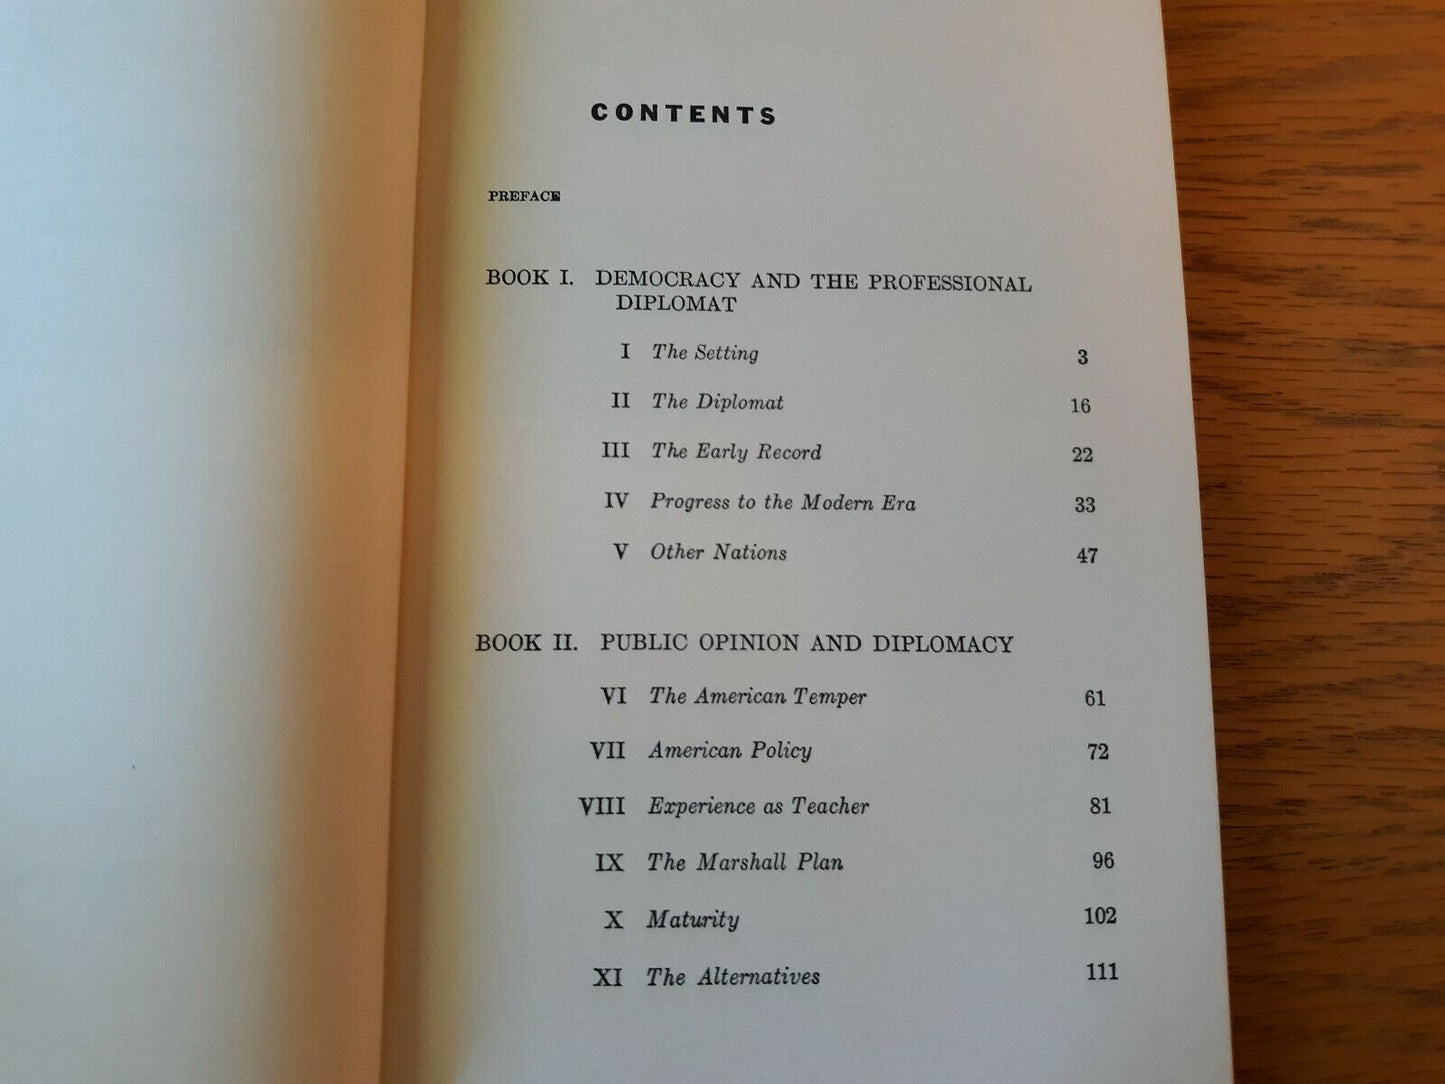 CONTENTS
PREFACE
BOOK I. DEMOCRACY AND THE PROFESSIONAL
DIPLOMAT
I The Setting 3
II The Diplomat 16
III The Early Record 22
IV Progress to the Modern Era 33
V Other Nations 47
BOOK II. PUBLIC OPINION AND DIPLOMACY
VI The American Temper 61
VII American Policy 72
VIII Experience as Teacher 81
IX The Marshall Plan 96
X Maturity 102
XI The Alternatives 111